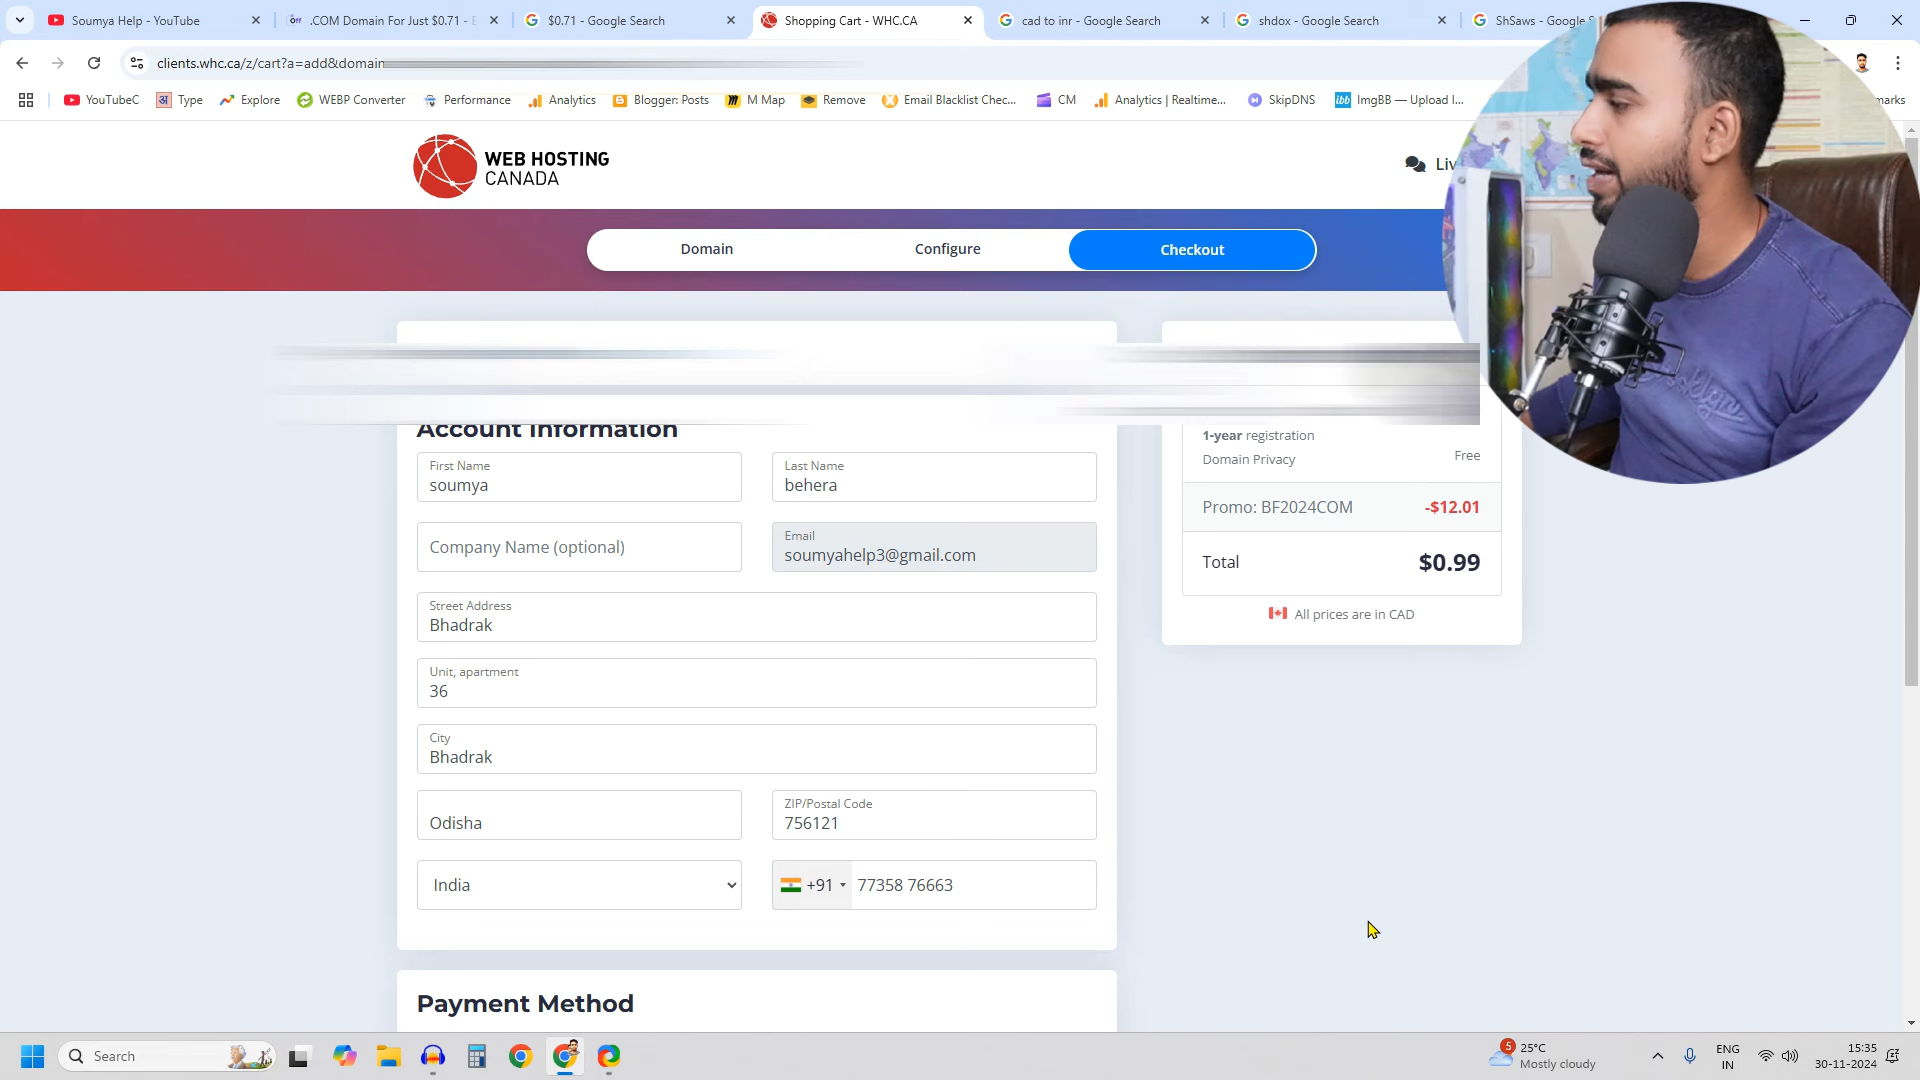 Soumya Help - YouTube
.COM Domain For Just $0.71 - E
$0.71 - Google Search
Shopping Cart - WHC.CA
cad to inr - Google Search
shdox - Google Search
ShSaws - Google S
clients.whc.ca/z/cart?a=add&domain
YouTubeC
अ
Type
Explore
WEBP Converter
Performance
Analytics
Blogger: Posts
M Map
Remove
Email Blacklist Chec...
CM
Analytics | Realtime...
SkipDNS
ibb
ImgBB — Upload I...
WEB HOSTING
CANADA
Liv
Domain
Configure
Checkout
Account Information
First Name
soumya
Last Name
behera
Company Name (optional)
Email
soumyahelp3@gmail.com
Street Address
Bhadrak
Unit, apartment
36
City
Bhadrak
Odisha
ZIP/Postal Code
756121
India
+91
77358 76663
Payment Method
1-year registration
Domain Privacy
Free
Promo: BF2024COM
-$12.01
Total
$0.99
All prices are in CAD
Search
5
25°C
Mostly cloudy
ENG
IN
15:35
30-11-2024